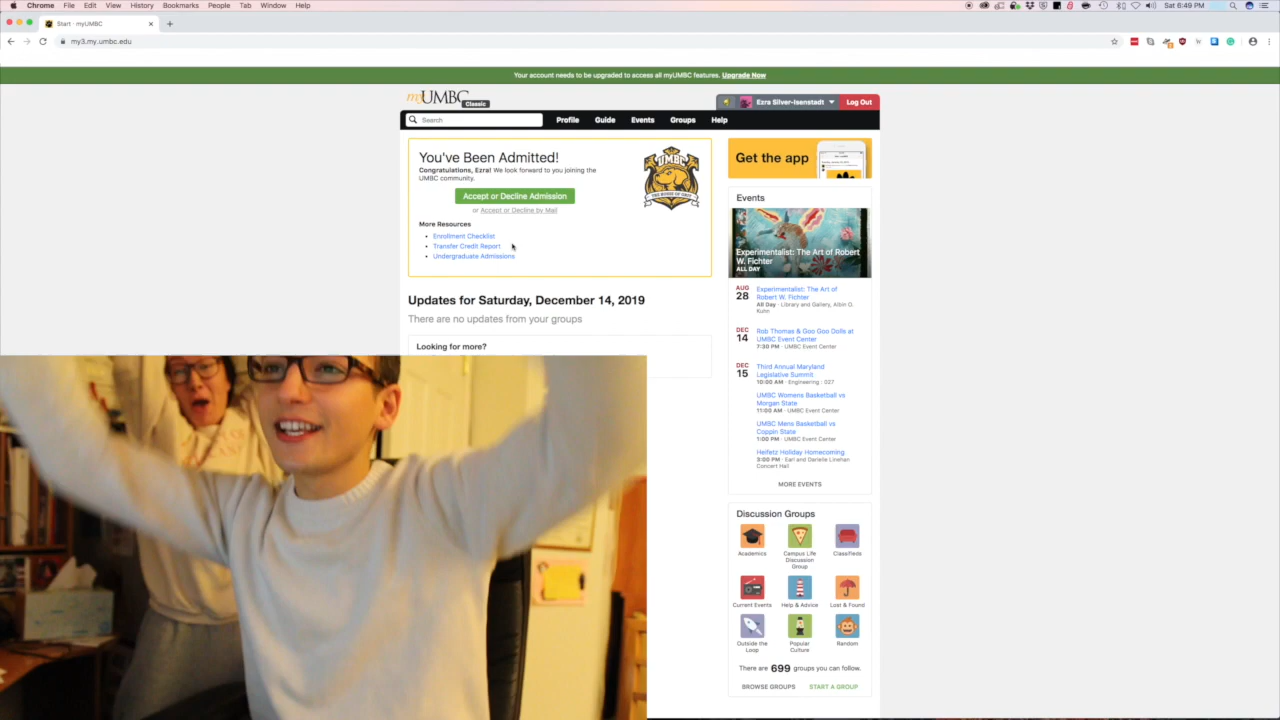 Chrome File Edit View History Bookmarks People Tab Window Help
Sat 6:49 PM
Start · myUMBC
my3.my.umbc.edu
Your account needs to be upgraded to access all myUMBC features. Upgrade Now
myUMBC Classic
Ezra Silver-Isenstadt
Log Out
Search
Profile Guide Events Groups Help
You've Been Admitted!
Congratulations, Ezra! We look forward to you joining the
UMBC community.
Accept or Decline Admission
or Accept or Decline by Mail
More Resources
Enrollment Checklist
Transfer Credit Report
Undergraduate Admissions
UMBC
THE HOUSE OF GRIT
Updates for Saturday, December 14, 2019
There are no updates from your groups
Looking for more?
Get the app
Events
Experimentalist: The Art of Robert
W. Fichter
ALL DAY
AUG
28
Experimentalist: The Art of
Robert W. Fichter
All Day · Library and Gallery, Albin O.
Kuhn
DEC
14
Rob Thomas & Goo Goo Dolls at
UMBC Event Center
7:30 PM · UMBC Event Center
DEC
15
Third Annual Maryland
Legislative Summit
10:00 AM · Engineering : 027
UMBC Womens Basketball vs
Morgan State
11:00 AM · UMBC Event Center
UMBC Mens Basketball vs
Coppin State
1:00 PM · UMBC Event Center
Heifetz Holiday Homecoming
3:00 PM · Earl and Darielle Linehan
Concert Hall
MORE EVENTS
Discussion Groups
Academics
Campus Life
Discussion
Group
Classifieds
Current Events
Help & Advice
Lost & Found
Outside the
Loop
Popular
Culture
Random
There are 699 groups you can follow.
BROWSE GROUPS START A GROUP